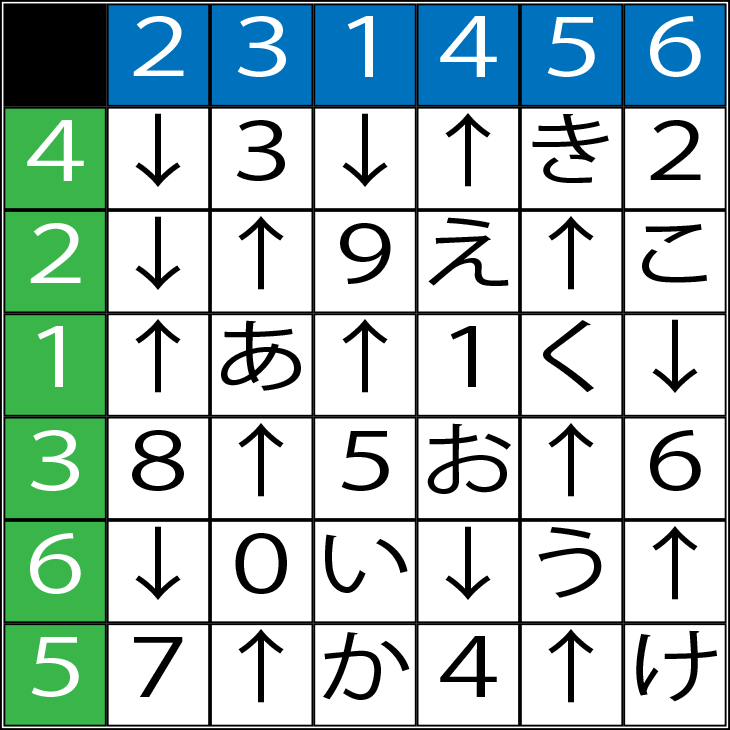 2 3 1 4 5 6
4 ↓ 3 ↓ ↑ き 2
2 ↓ ↑ 9 え ↑ こ
1 ↑ あ ↑ 1 く ↓
3 8 ↑ 5 お ↑ 6
6 ↓ 0 い ↓ う ↑
5 7 ↑ か 4 ↑ け